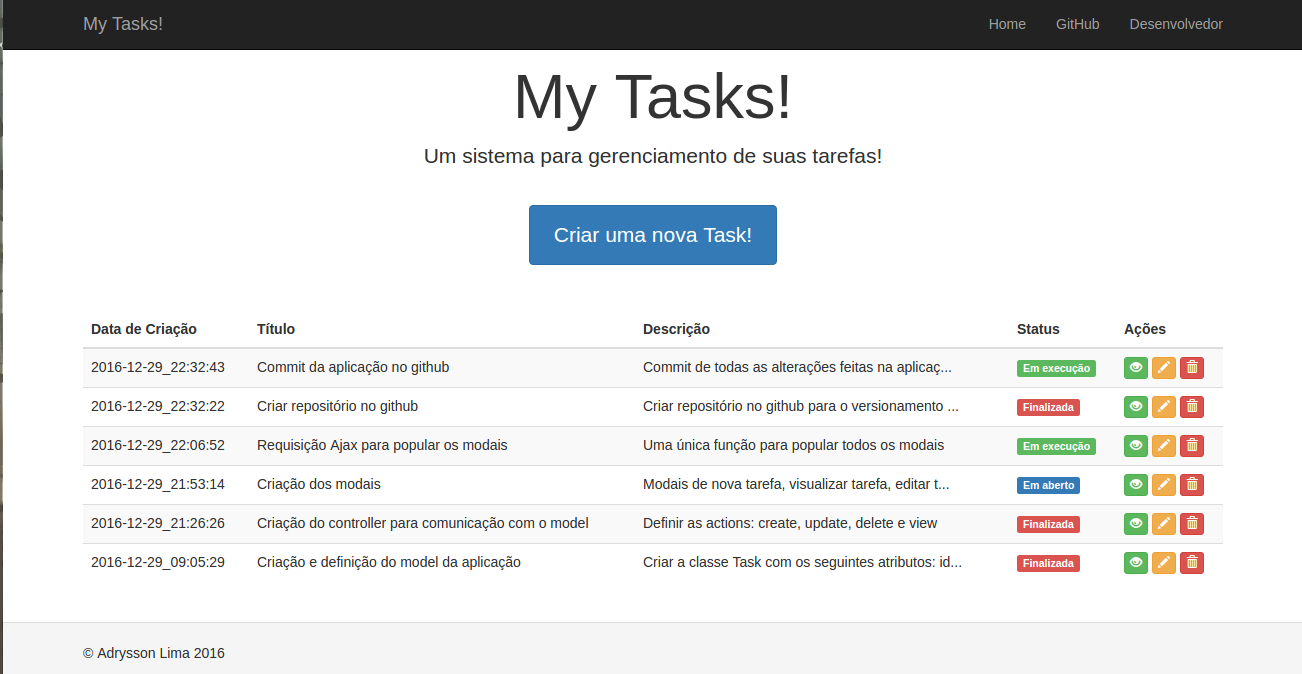 My Tasks! Home GitHub Desenvolvedor
My Tasks!
Um sistema para gerenciamento de suas tarefas!
Criar uma nova Task!
Data de Criação Título Descrição Status Ações
2016-12-29_22:32:43 Commit da aplicação no github Commit de todas as alterações feitas na aplicaç... Em execução
2016-12-29_22:32:22 Criar repositório no github Criar repositório no github para o versionamento ... Finalizada
2016-12-29_22:06:52 Requisição Ajax para popular os modais Uma única função para popular todos os modais Em execução
2016-12-29_21:53:14 Criação dos modais Modais de nova tarefa, visualizar tarefa, editar t... Em aberto
2016-12-29_21:26:26 Criação do controller para comunicação com o model Definir as actions: create, update, delete e view Finalizada
2016-12-29_09:05:29 Criação e definição do model da aplicação Criar a classe Task com os seguintes atributos: id... Finalizada
© Adrysson Lima 2016